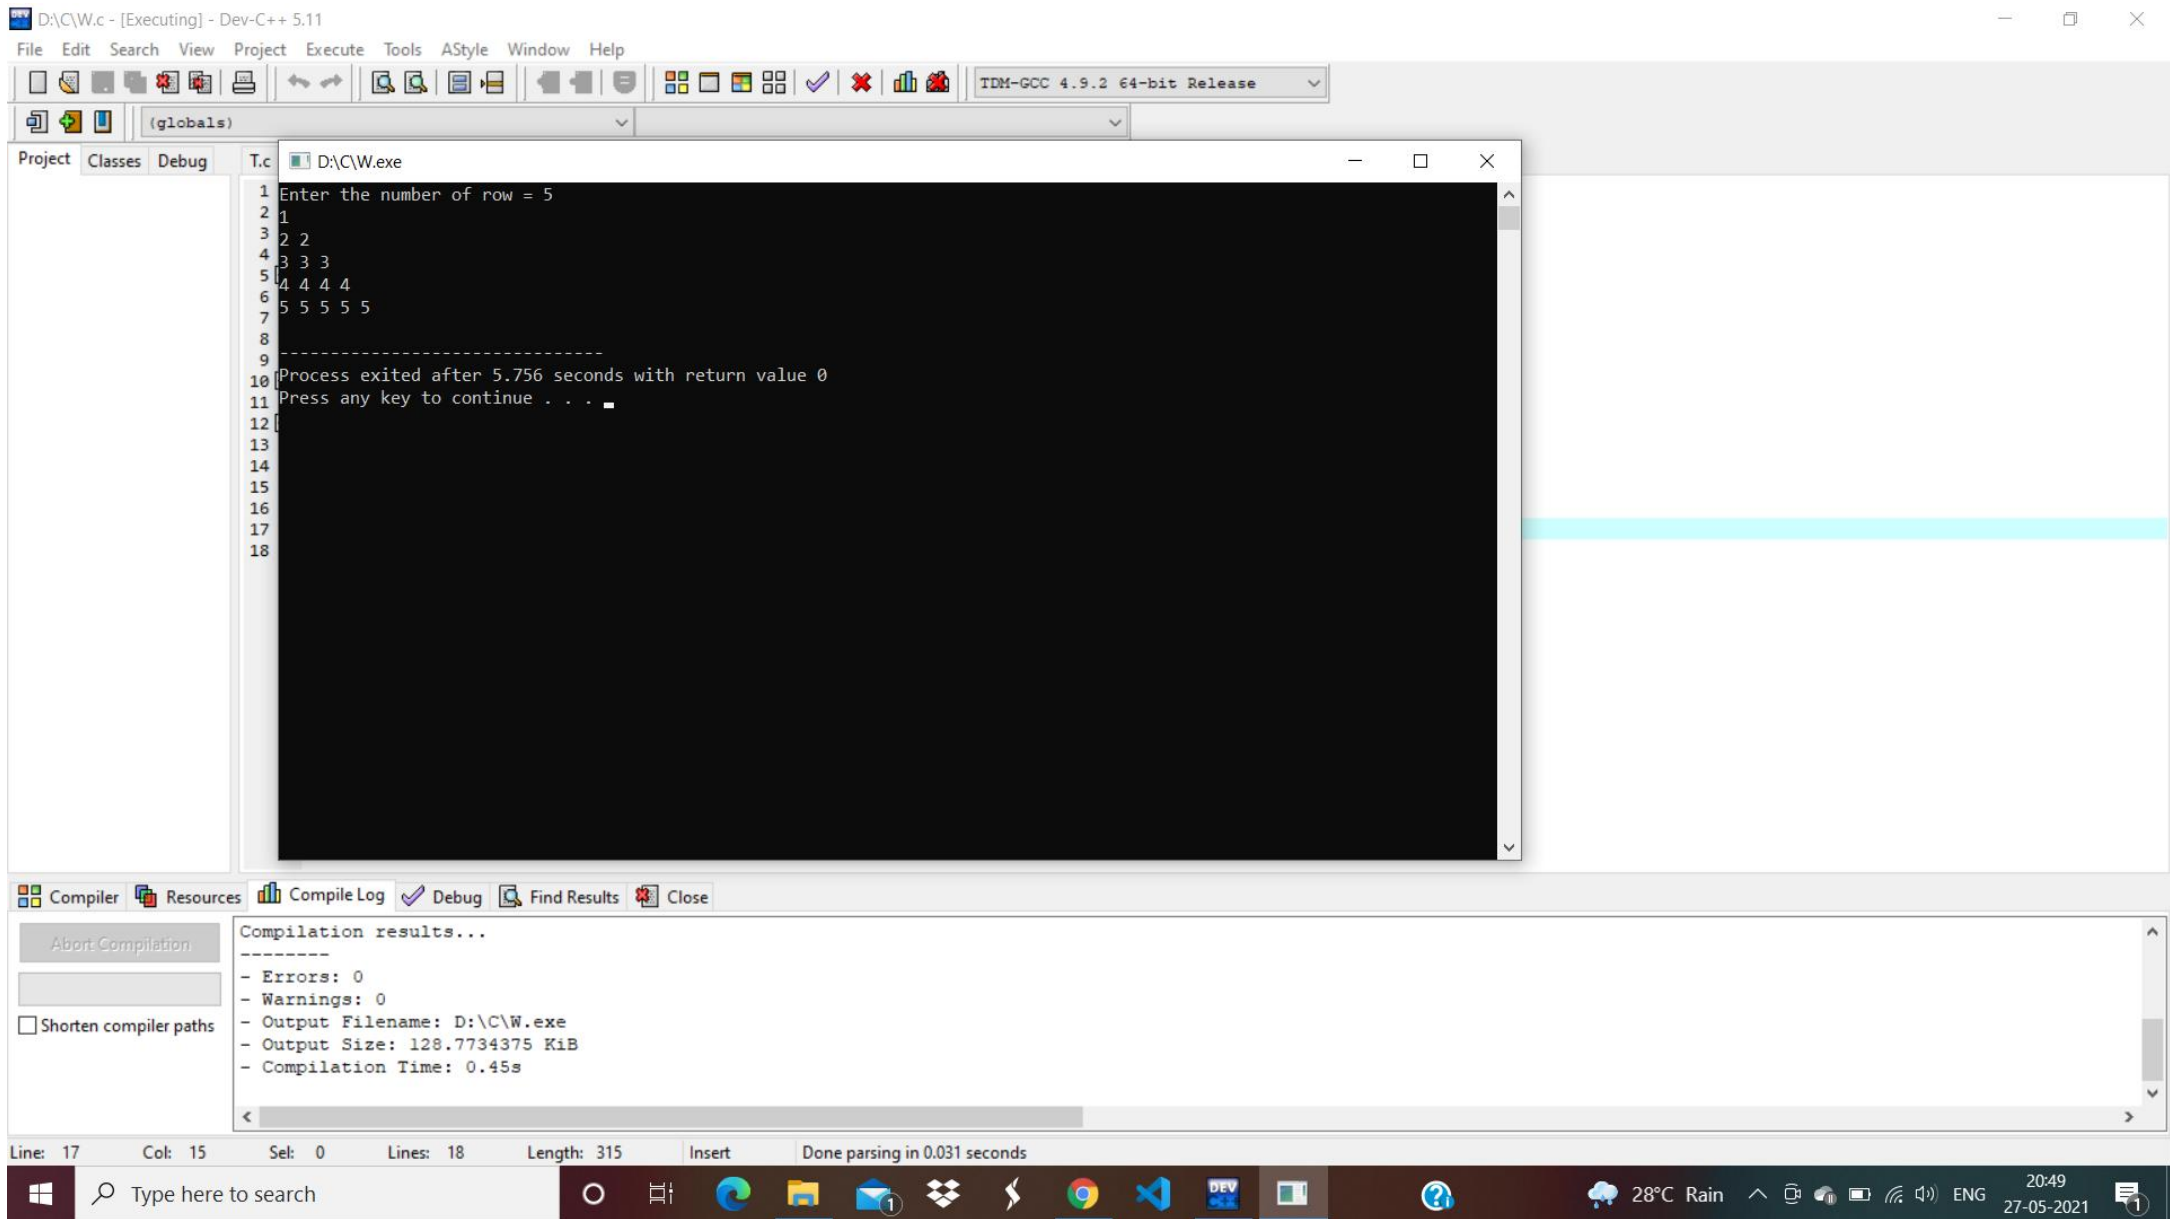 D:\C\W.c - [Executing] - Dev-C++ 5.11
File Edit Search View Project Execute Tools AStyle Window Help
TDM-GCC 4.9.2 64-bit Release
(globals)
Project Classes Debug T.c
D:\C\W.exe
1
2
3
4
5
6
7
8
9
10
11
12
13
14
15
16
17
18
Enter the number of row = 5
1
2 2
3 3 3
4 4 4 4
5 5 5 5 5
--------------------------------
Process exited after 5.756 seconds with return value 0
Press any key to continue . . .
Compiler Resources Compile Log Debug Find Results Close
Abort Compilation
Shorten compiler paths
Compilation results...
--------
- Errors: 0
- Warnings: 0
- Output Filename: D:\C\W.exe
- Output Size: 128.7734375 KiB
- Compilation Time: 0.45s
Line: 17 Col: 15 Sel: 0 Lines: 18 Length: 315 Insert Done parsing in 0.031 seconds
Type here to search
1
DEV
28°C Rain
ENG
20:49
27-05-2021
1